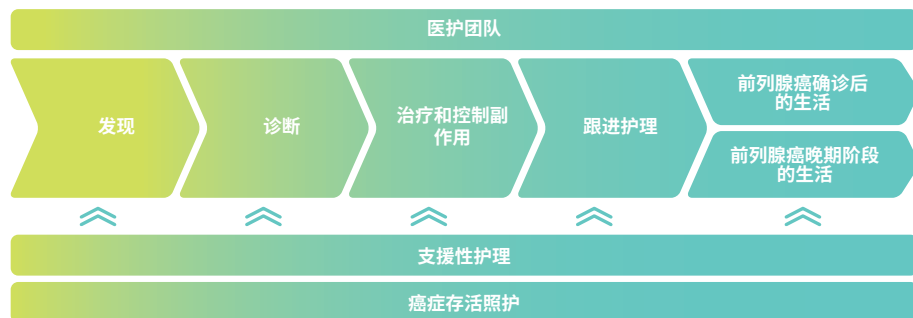 医护团队
发现
诊断
治疗和控制副
作用
跟进护理
前列腺癌确诊后
的生活
前列腺癌晚期阶段
的生活
支援性护理
癌症存活照护